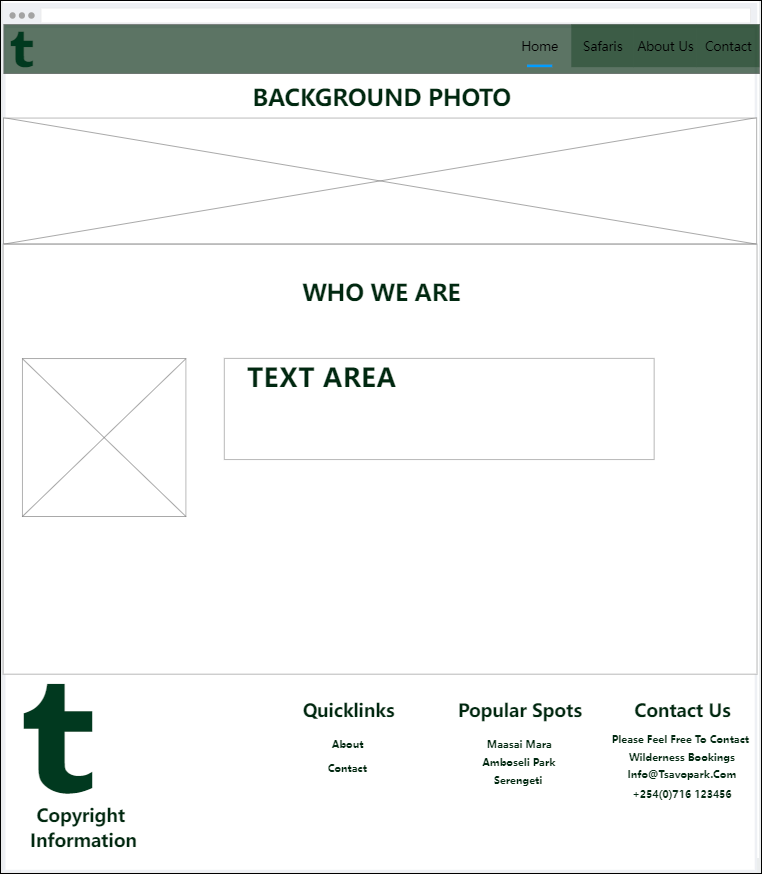 t
Home Safaris About Us Contact
BACKGROUND PHOTO
WHO WE ARE
TEXT AREA
t
Copyright
Information
Quicklinks
About
Contact
Popular Spots
Maasai Mara
Amboseli Park
Serengeti
Contact Us
Please Feel Free To Contact
Wilderness Bookings
Info@Tsavopark.Com
+254(0)716 123456